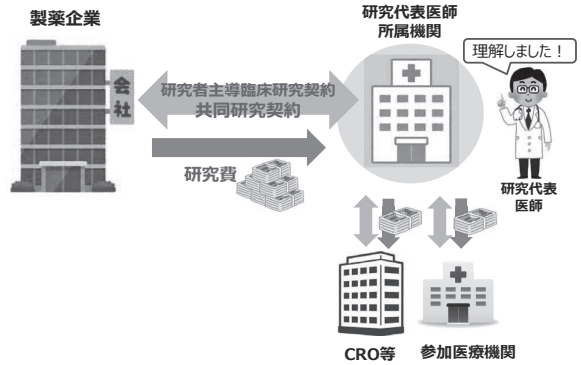 製薬企業
研究代表医師
所属機関
理解しました！
会社
研究者主導臨床研究契約
共同研究契約
研究費
研究代表
医師
CRO等
参加医療機関